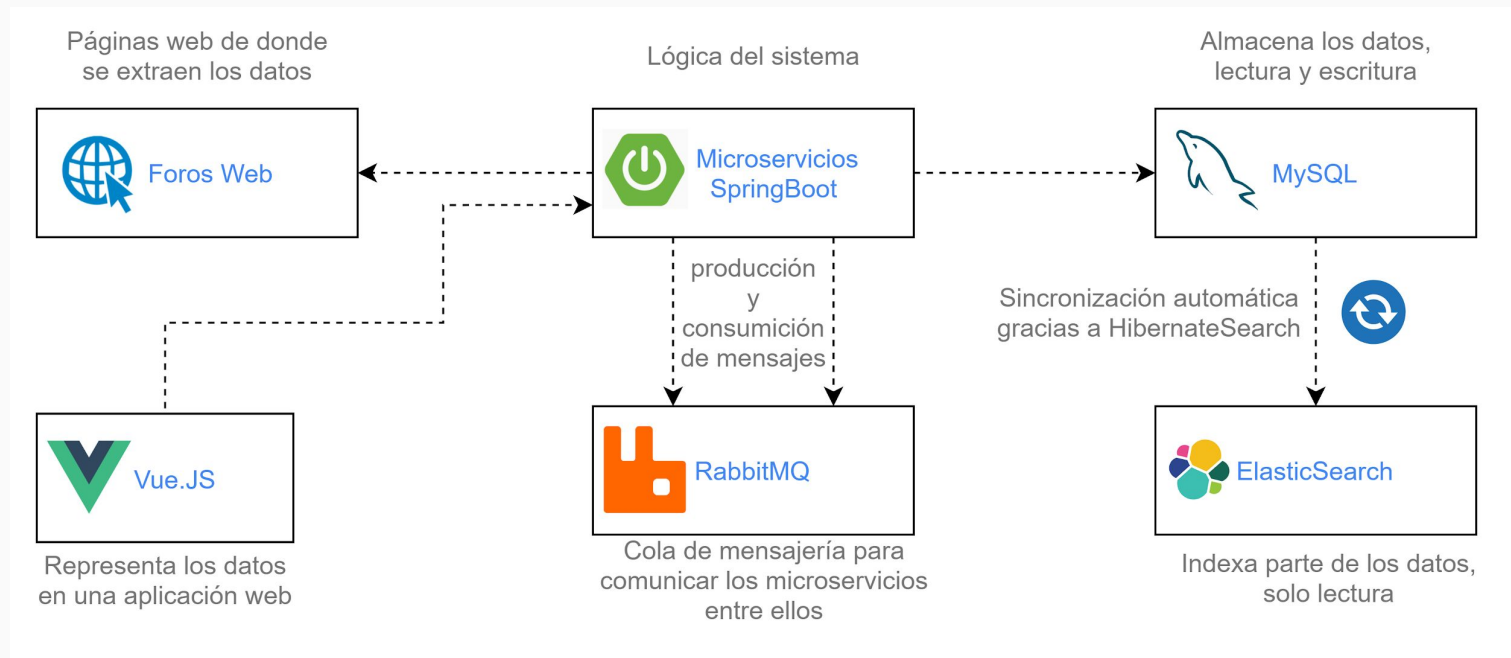 Páginas web de donde
se extraen los datos
Lógica del sistema
Almacena los datos,
lectura y escritura
Foros Web
Microservicios
SpringBoot
MySQL
producción
y
consumición
de mensajes
Sincronización automática
gracias a HibernateSearch
Vue.JS
RabbitMQ
ElasticSearch
Representa los datos
en una aplicación web
Cola de mensajería para
comunicar los microservicios
entre ellos
Indexa parte de los datos,
solo lectura